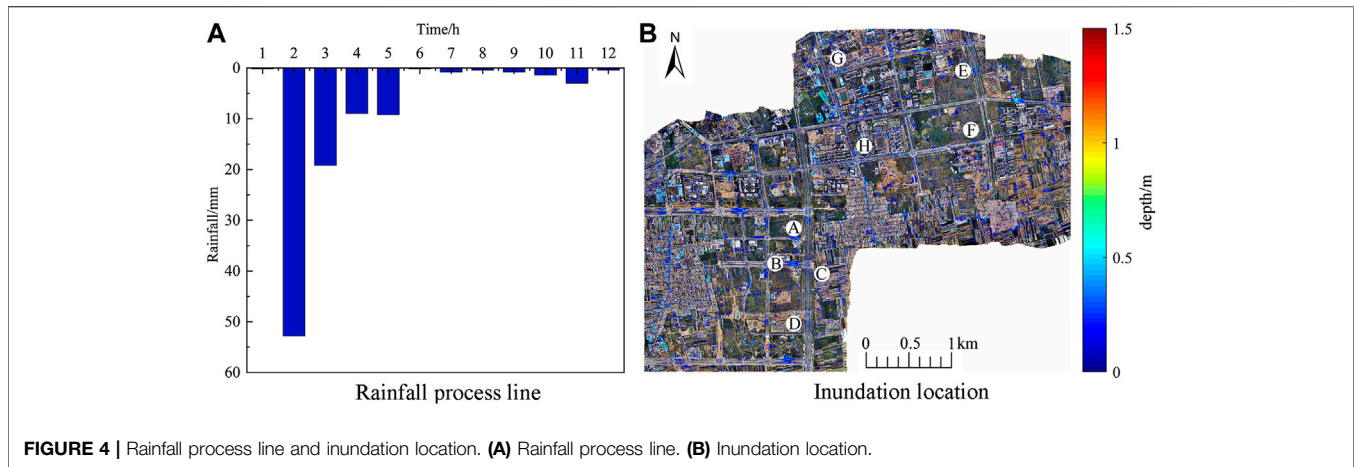 A
Time/h
1 2 3 4 5 6 7 8 9 10 11 12
0
10
20
30
40
50
60
Rainfall/mm
Rainfall process line
B
N
G
E
F
H
A
B
C
D
0 0.5 1km
Inundation location
1.5
1
0.5
0
depth/m
FIGURE 4 | Rainfall process line and inundation location. (A) Rainfall process line. (B) Inundation location.